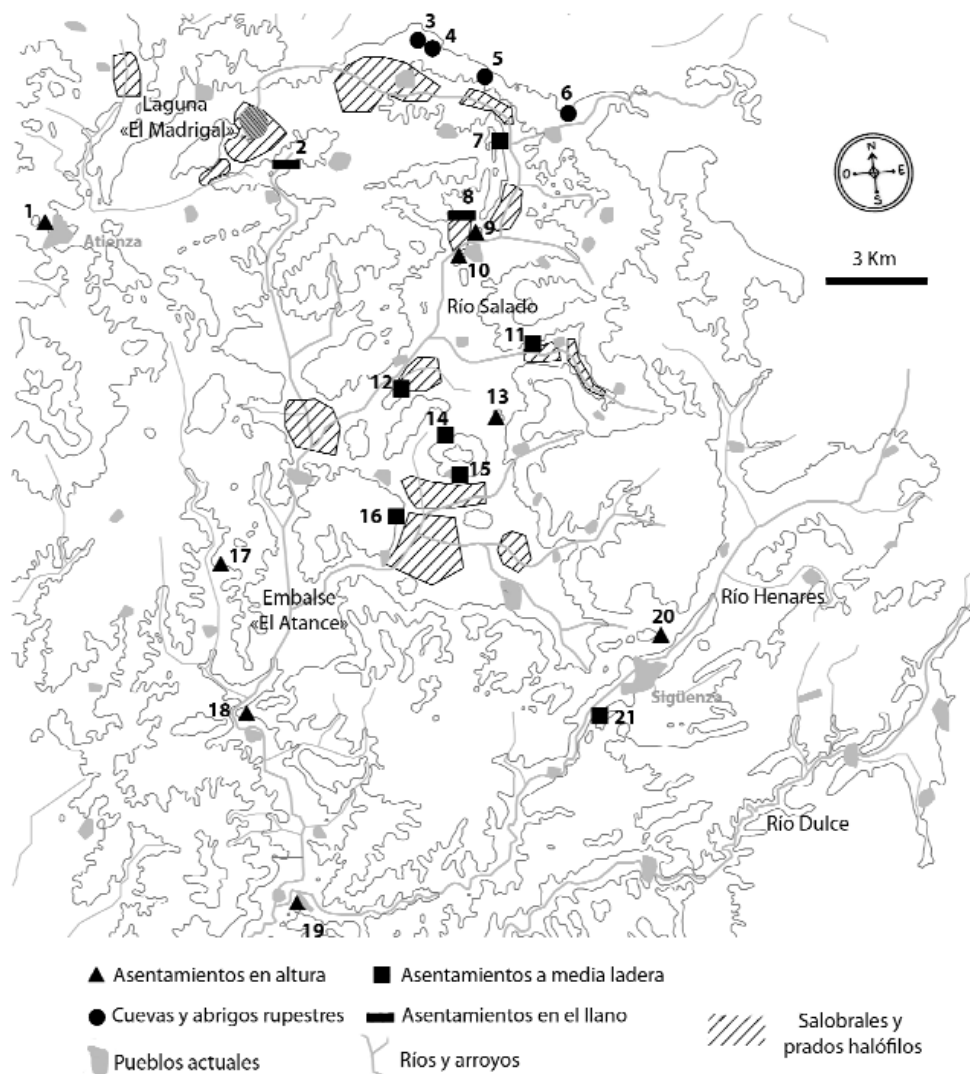 3
4
5
6
Laguna
«El Madrigal»
2
7
N
O
E
S
1
Atienza
8
9
10
3 Km
Río Salado
11
12
13
14
15
16
17
Embalse
«El Atance»
Río Henares
20
Sigüenza
18
21
Río Dulce
19
Asentamientos en altura
Asentamientos a media ladera
Cuevas y abrigos rupestres
Asentamientos en el llano
Salobrales y
prados halófilos
Pueblos actuales
Ríos y arroyos